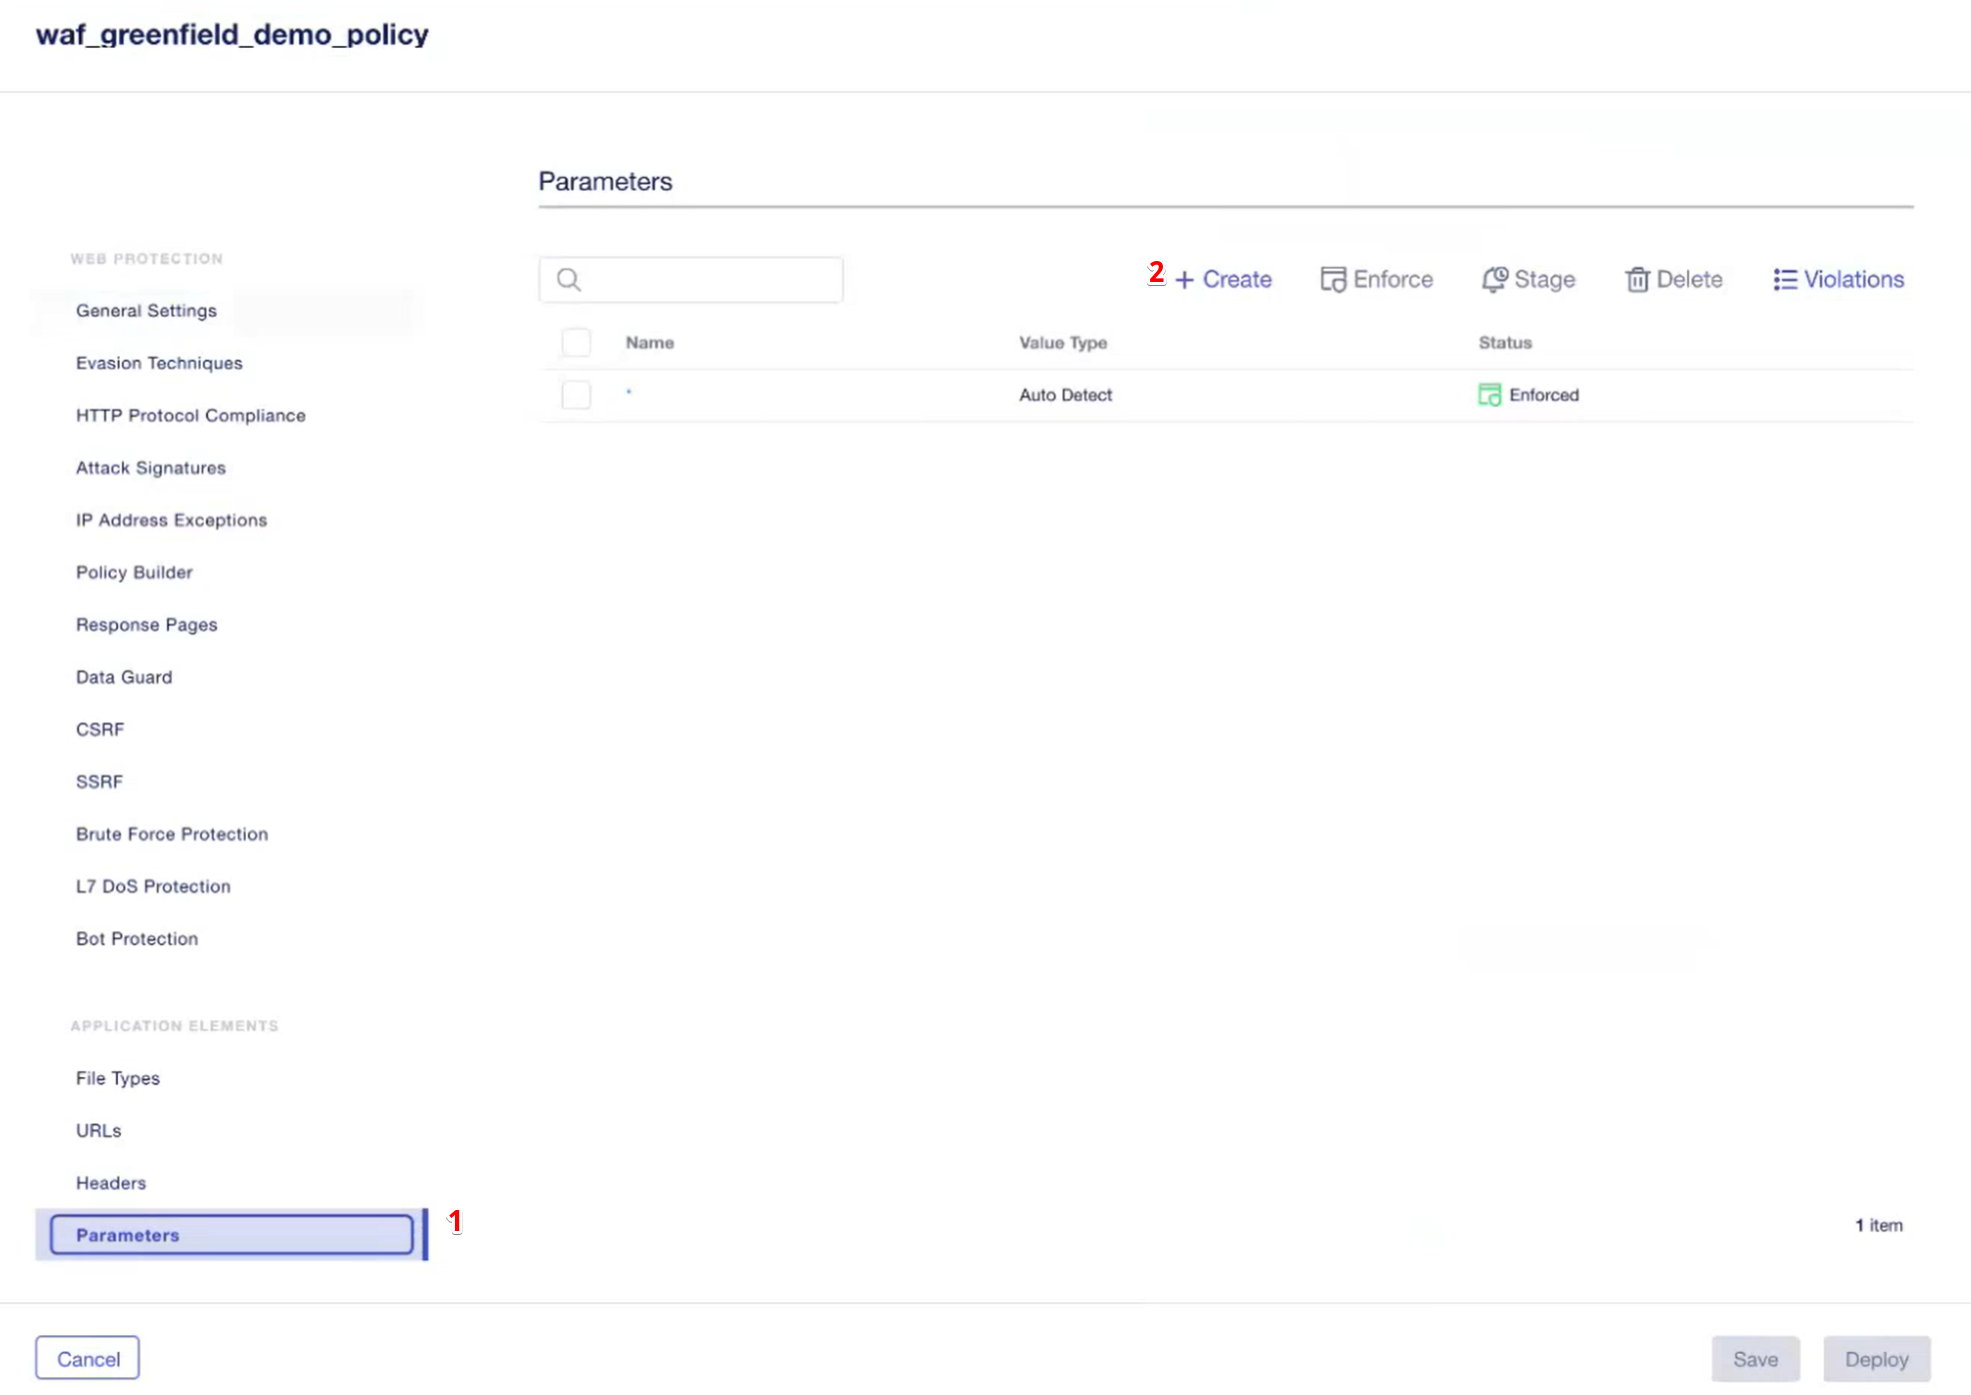 waf_greenfield_demo_policy
Parameters
WEB PROTECTION
General Settings
Evasion Techniques
HTTP Protocol Compliance
Attack Signatures
IP Address Exceptions
Policy Builder
Response Pages
Data Guard
CSRF
SSRF
Brute Force Protection
L7 DoS Protection
Bot Protection
APPLICATION ELEMENTS
File Types
URLs
Headers
Parameters 1
2 + Create Enforce Stage Delete Violations
Name Value Type Status
* Auto Detect Enforced
1 item
Cancel Save Deploy